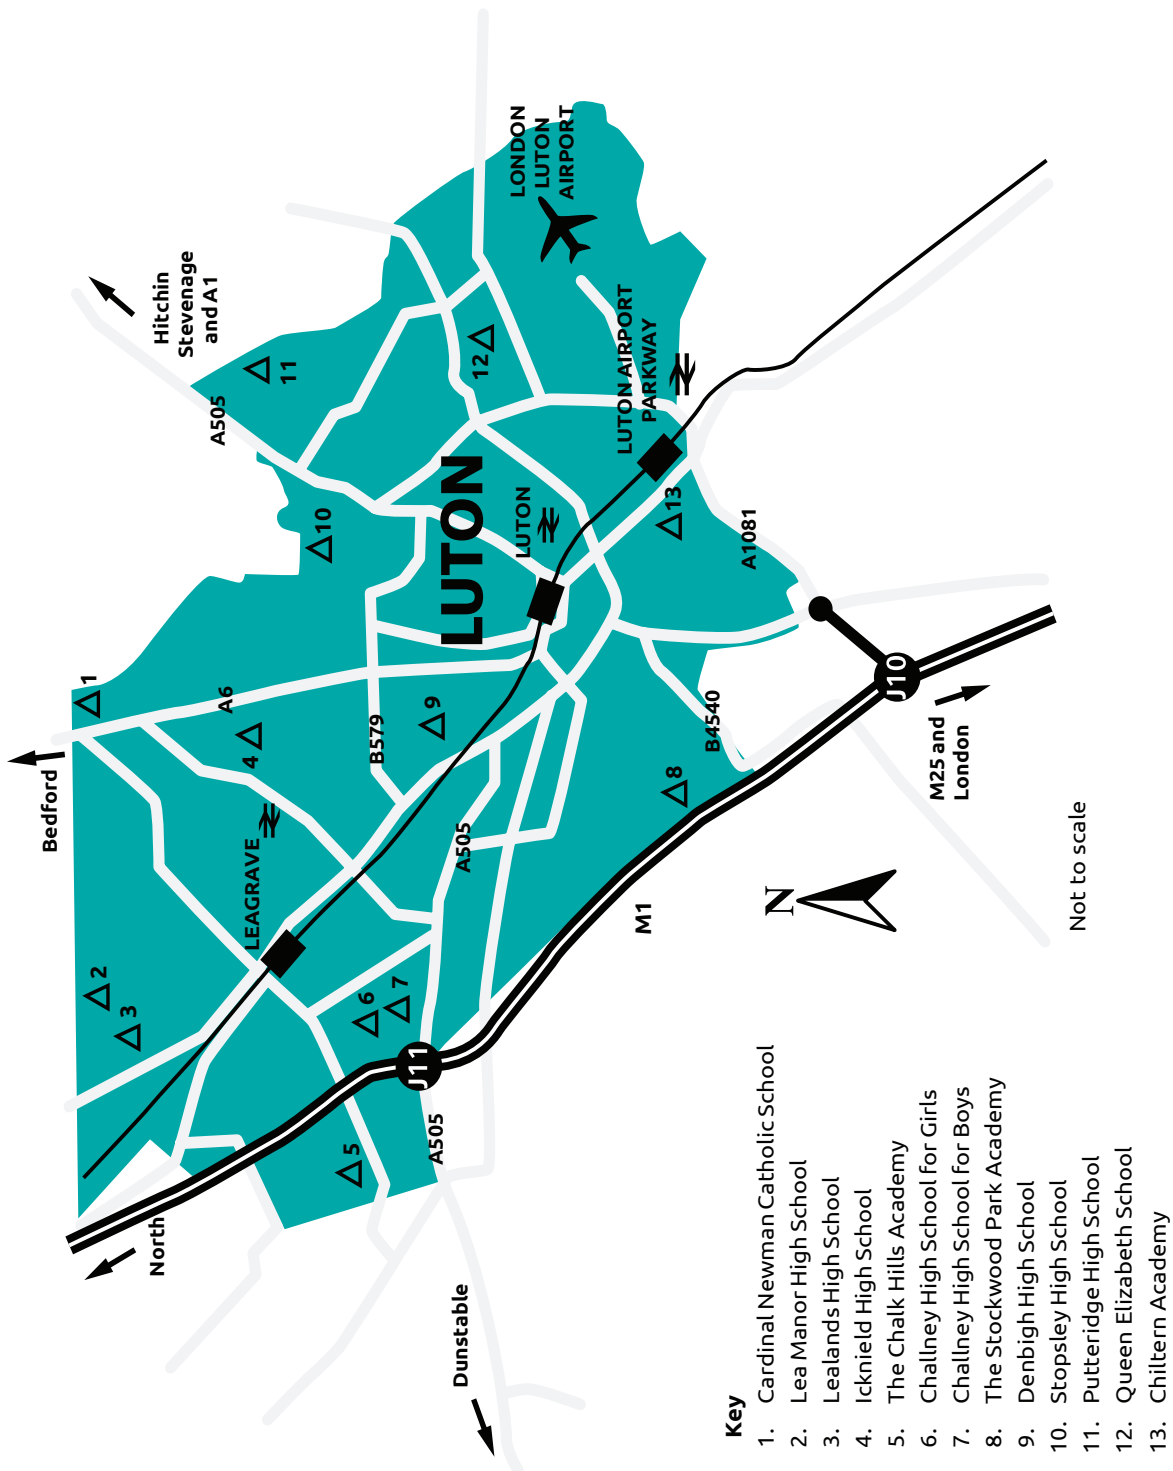 Bedford
Hitchin
Stevenage
and A1
1
2
3
A6
4
LEAGRAVE
A505
11
10
B579
9
5
6
7
J11
A505
A505
North
Dunstable
LUTON
LUTON
12
LONDON
LUTON
AIRPORT
LUTON AIRPORT
PARKWAY
13
A1081
8
B4540
M1
J10
M25 and
London
N
Not to scale
Key
1. Cardinal Newman Catholic School
2. Lea Manor High School
3. Lealands High School
4. Icknield High School
5. The Chalk Hills Academy
6. Challney High School for Girls
7. Challney High School for Boys
8. The Stockwood Park Academy
9. Denbigh High School
10. Stopsley High School
11. Putteridge High School
12. Queen Elizabeth School
13. Chiltern Academy